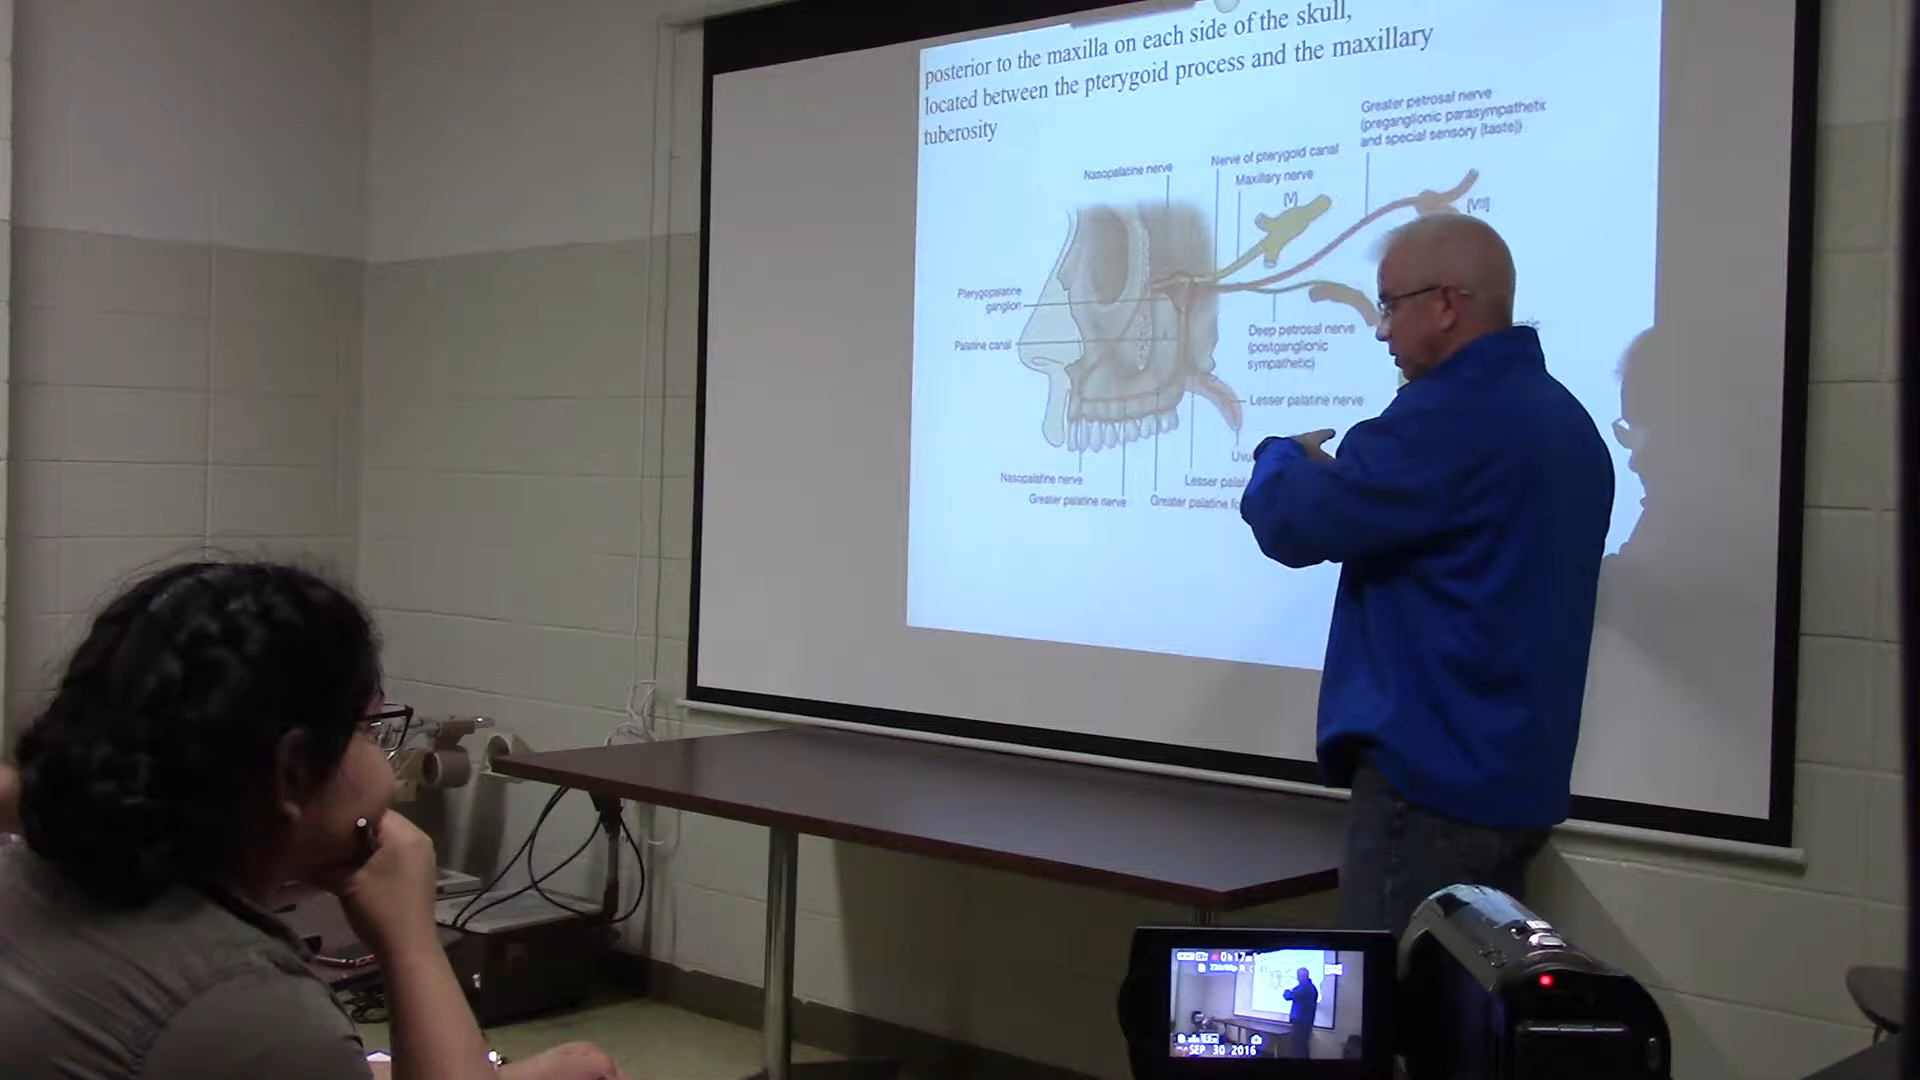 posterior to the maxilla on each side of the skull,
located between the pterygoid process and the maxillary
tuberosity
Greater petrosal nerve
(preganglionic parasympathetic
and special sensory [taste])
Nasopalatine nerve
Nerve of pterygoid canal
Maxillary nerve
[V]
[VII]
Pterygopalatine
ganglion
Palatine canal
Deep petrosal nerve
(postganglionic
sympathetic)
Lesser palatine nerve
Nasopalatine nerve
Greater palatine nerve
Lesser
Greater palatine
SEP 30 2016